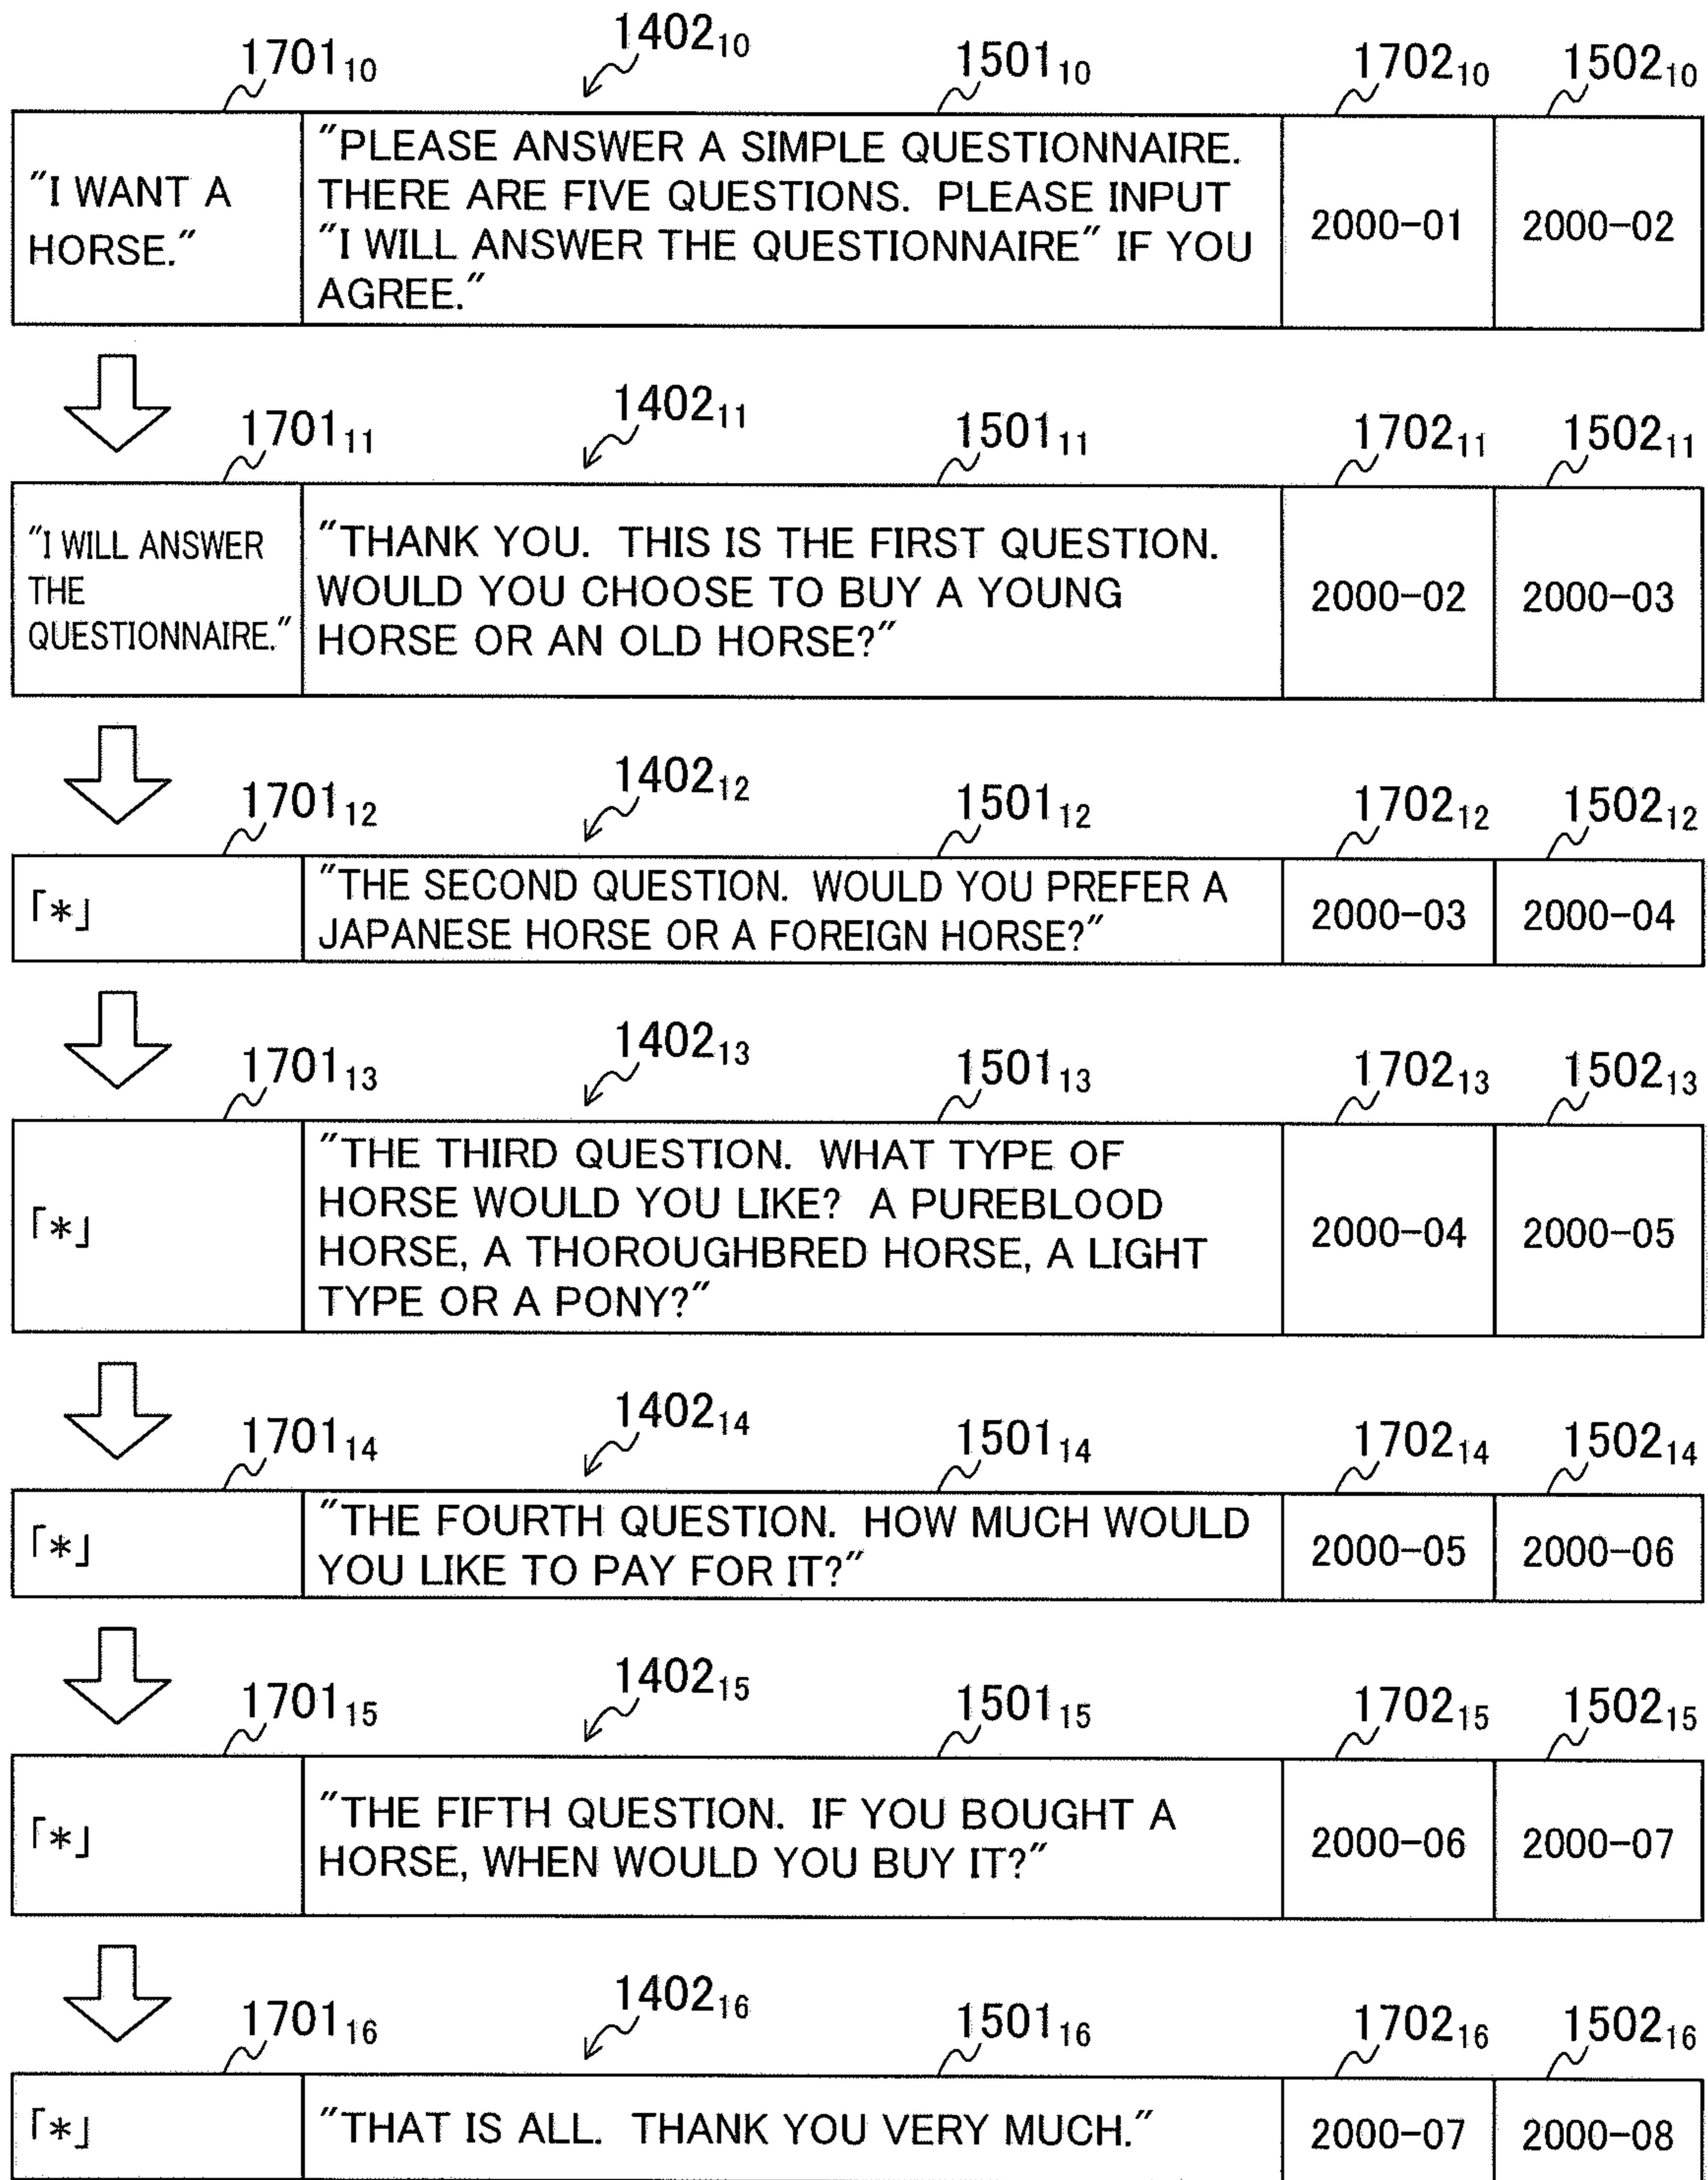 1701₁₀ 1402₁₀ 1501₁₀ 1702₁₀ 1502₁₀
"I WANT A
HORSE."
"PLEASE ANSWER A SIMPLE QUESTIONNAIRE.
THERE ARE FIVE QUESTIONS. PLEASE INPUT
"I WILL ANSWER THE QUESTIONNAIRE" IF YOU
AGREE."
2000-01
2000-02
1701₁₁ 1402₁₁ 1501₁₁ 1702₁₁ 1502₁₁
"I WILL ANSWER
THE
QUESTIONNAIRE."
"THANK YOU. THIS IS THE FIRST QUESTION.
WOULD YOU CHOOSE TO BUY A YOUNG
HORSE OR AN OLD HORSE?"
2000-02
2000-03
1701₁₂ 1402₁₂ 1501₁₂ 1702₁₂ 1502₁₂
「*」
"THE SECOND QUESTION. WOULD YOU PREFER A
JAPANESE HORSE OR A FOREIGN HORSE?"
2000-03
2000-04
1701₁₃ 1402₁₃ 1501₁₃ 1702₁₃ 1502₁₃
「*」
"THE THIRD QUESTION. WHAT TYPE OF
HORSE WOULD YOU LIKE? A PUREBLOOD
HORSE, A THOROUGHBRED HORSE, A LIGHT
TYPE OR A PONY?"
2000-04
2000-05
1701₁₄ 1402₁₄ 1501₁₄ 1702₁₄ 1502₁₄
「*」
"THE FOURTH QUESTION. HOW MUCH WOULD
YOU LIKE TO PAY FOR IT?"
2000-05
2000-06
1701₁₅ 1402₁₅ 1501₁₅ 1702₁₅ 1502₁₅
「*」
"THE FIFTH QUESTION. IF YOU BOUGHT A
HORSE, WHEN WOULD YOU BUY IT?"
2000-06
2000-07
1701₁₆ 1402₁₆ 1501₁₆ 1702₁₆ 1502₁₆
「*」
"THAT IS ALL. THANK YOU VERY MUCH."
2000-07
2000-08